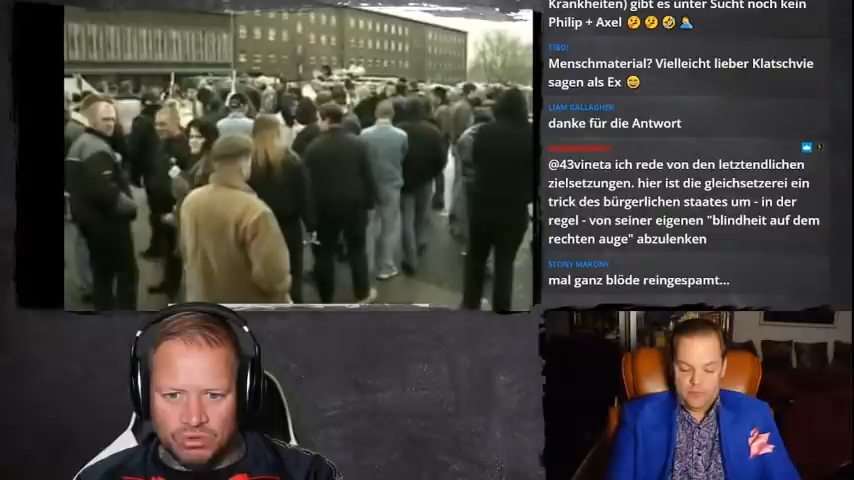 Krankheiten) gibt es unter Sucht noch kein
Philip + Axel 😕 😕 🤣 🤦‍♂️
TIBO!
Menschmaterial? Vielleicht lieber Klatschvie
sagen als Ex 😄
LIAM GALLAGHER
danke für die Antwort
@43vineta ich rede von den letztendlichen
zielsetzungen. hier ist die gleichsetzerei ein
trick des bürgerlichen staates um - in der
regel - von seiner eigenen "blindheit auf dem
rechten auge" abzulenken
STONY MARONY
mal ganz blöde reingespamt...